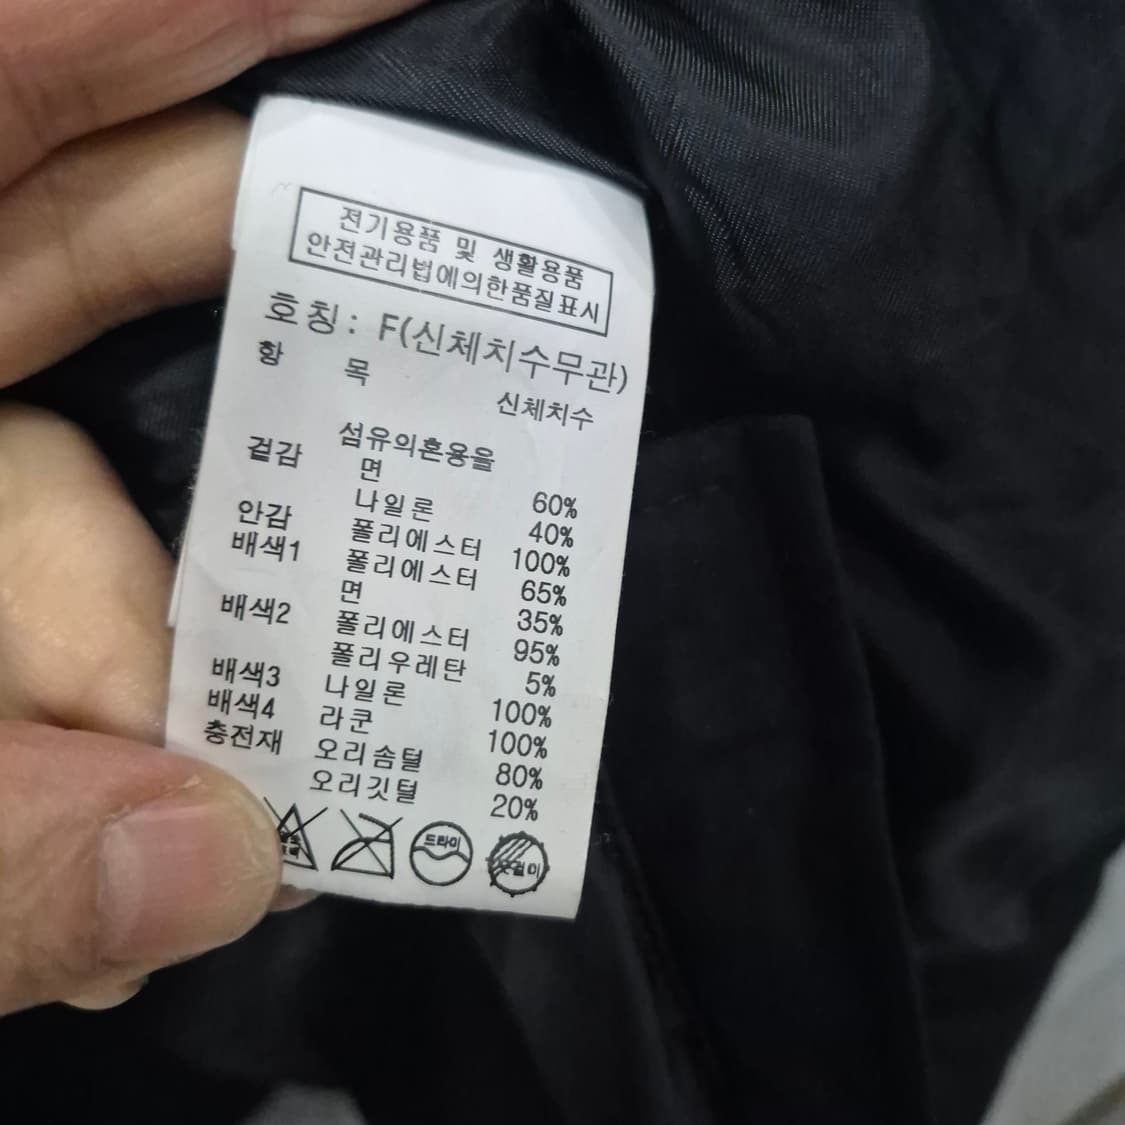 전기용품 및 생활용품
안전관리법에의한품질표시
호칭: F(신체치수무관)
항 목 신체치수
섬유의혼용율
겉감 면 60%
나일론 40%
안감 폴리에스터 100%
배색1 폴리에스터 65%
면 35%
배색2 폴리에스터 95%
폴리우레탄 5%
배색3 나일론 100%
배색4 라쿤 100%
충전재 오리솜털 80%
오리깃털 20%
드라이 옷걸이